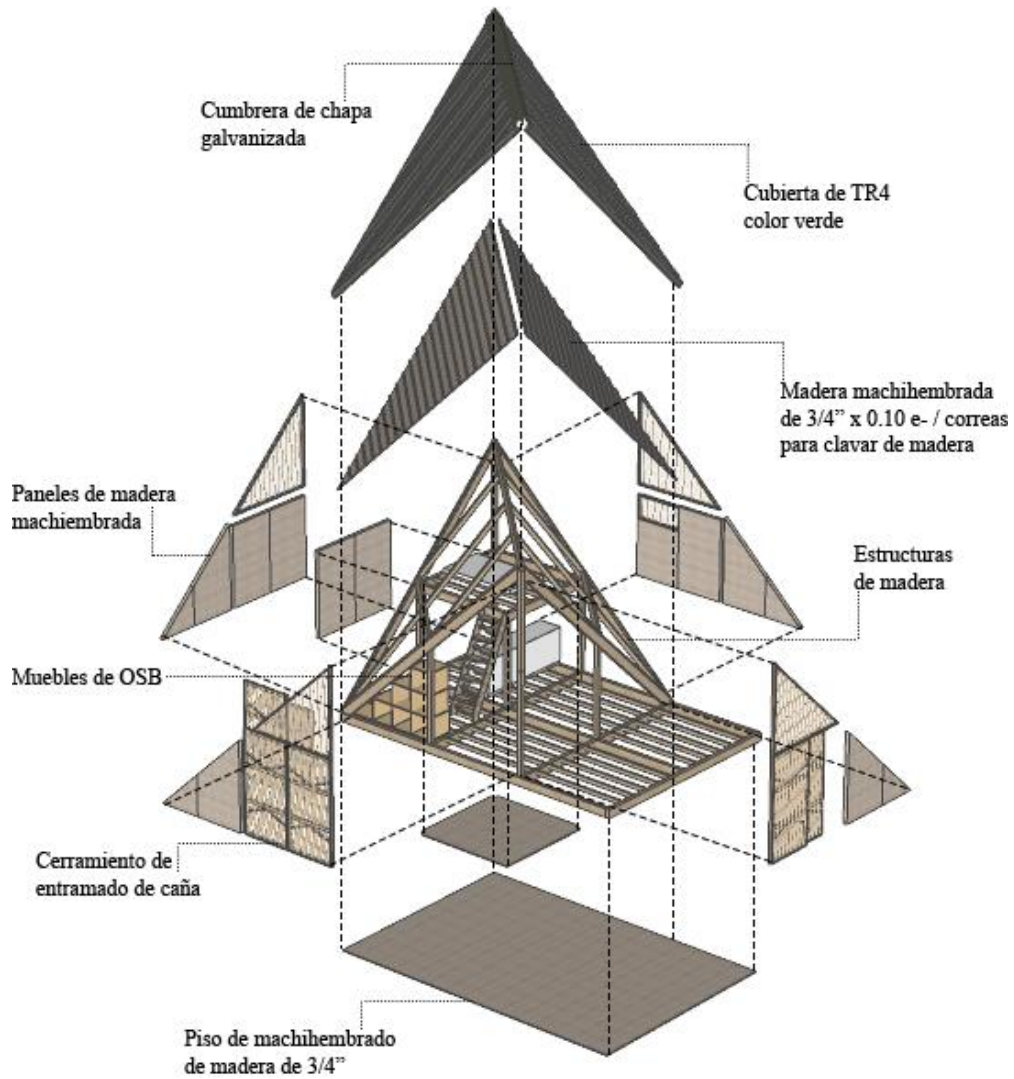 Cumbrera de chapa
galvanizada
Cubierta de TR4
color verde
Madera machihembrada
de 3/4” x 0.10 e- / correas
para clavar de madera
Paneles de madera
machiembrada
Estructuras
de madera
Muebles de OSB
Cerramiento de
entramado de caña
Piso de machihembrado
de madera de 3/4”